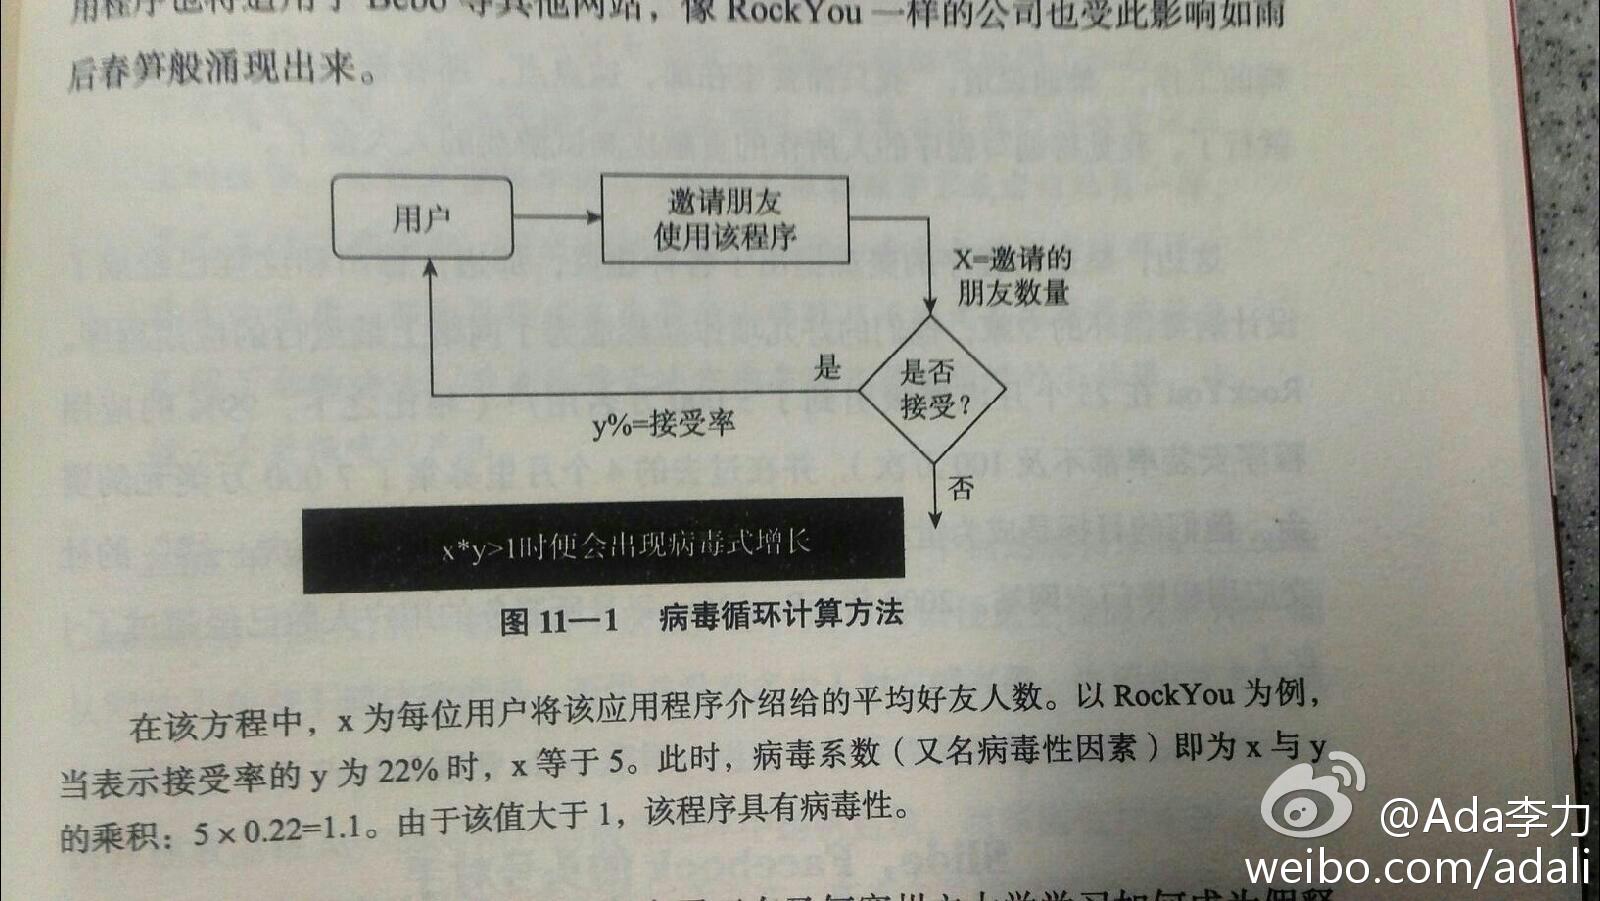 用程序也将适用于 Bebo 等其他网站，像 RockYou 一样的公司也受此影响如雨
后春笋般涌现出来。
用户
邀请朋友
使用该程序
X=邀请的
朋友数量
是否
接受？
是
y%=接受率
否
x*y>1时便会出现病毒式增长
图 11—1 病毒循环计算方法
在该方程中，x 为每位用户将该应用程序介绍给的平均好友人数。以 RockYou 为例，
当表示接受率的 y 为 22% 时，x 等于 5。此时，病毒系数（又名病毒性因素）即为 x 与 y
的乘积：5×0.22=1.1。由于该值大于 1，该程序具有病毒性。
@Ada李力
weibo.com/adali